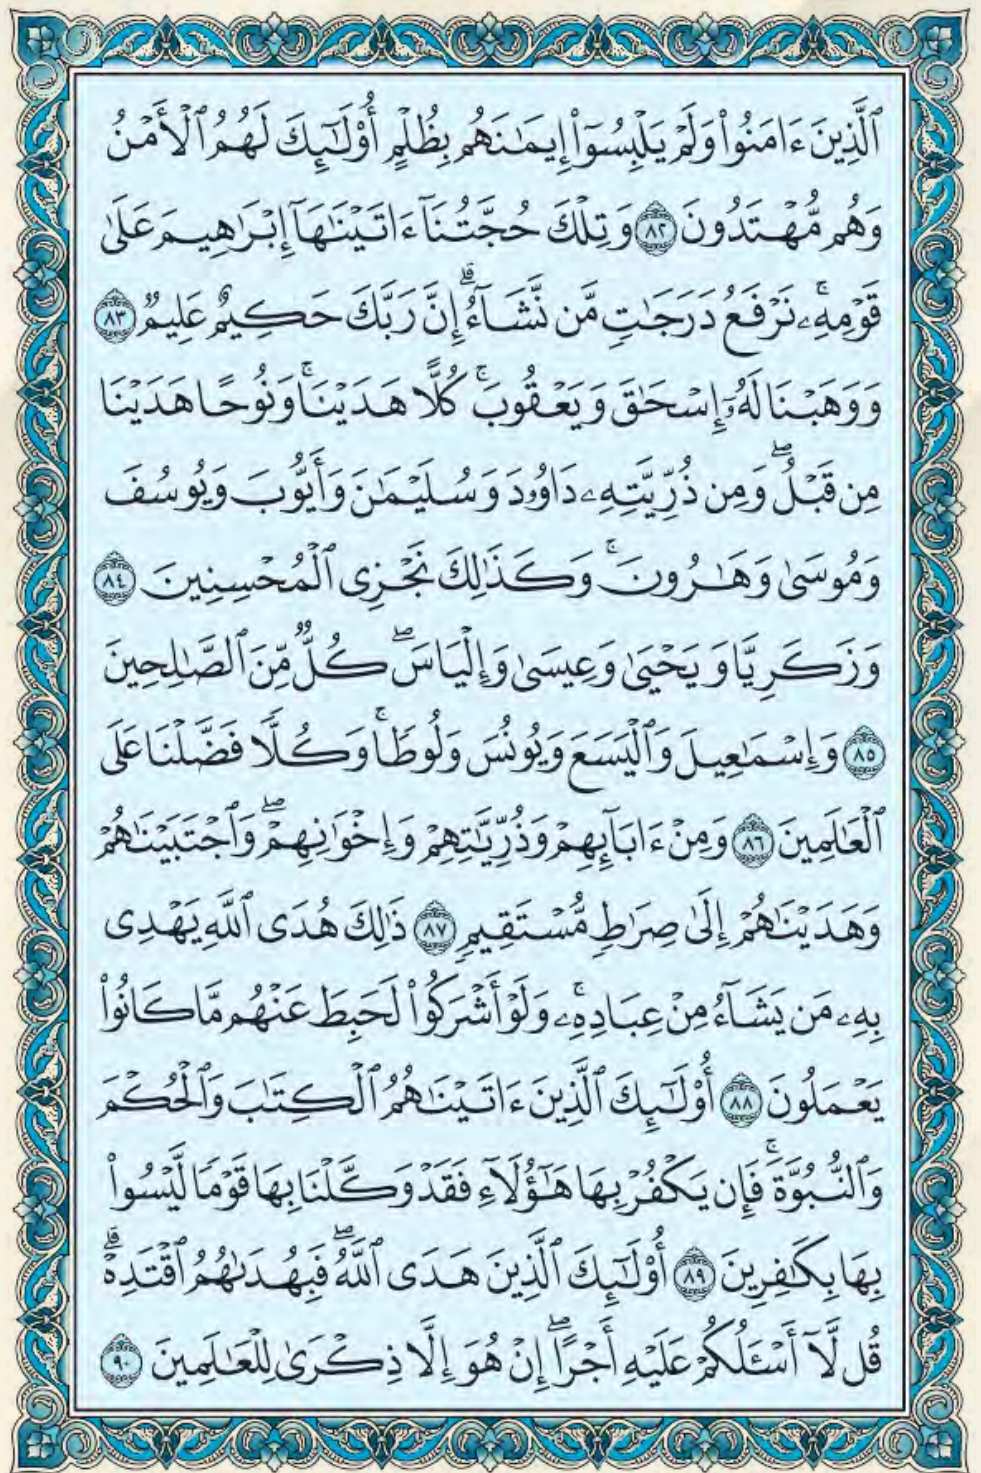 ٱلَّذِينَ ءَامَنُوا۟ وَلَمْ يَلْبِسُوٓا۟ إِيمَـٰنَهُم بِظُلْمٍ أُو۟لَـٰٓئِكَ لَهُمُ ٱلْأَمْنُ
وَهُم مُّهْتَدُونَ ٨٢ وَتِلْكَ حُجَّتُنَآ ءَاتَيْنَـٰهَآ إِبْرَٰهِيمَ عَلَىٰ
قَوْمِهِۦ ۚ نَرْفَعُ دَرَجَـٰتٍ مَّن نَّشَآءُ ۗ إِنَّ رَبَّكَ حَكِيمٌ عَلِيمٌ ٨٣
وَوَهَبْنَا لَهُۥٓ إِسْحَـٰقَ وَيَعْقُوبَ ۚ كُلًّا هَدَيْنَا ۚ وَنُوحًا هَدَيْنَا
مِن قَبْلُ ۖ وَمِن ذُرِّيَّتِهِۦ دَاوُۥدَ وَسُلَيْمَـٰنَ وَأَيُّوبَ وَيُوسُفَ
وَمُوسَىٰ وَهَـٰرُونَ ۚ وَكَذَٰلِكَ نَجْزِى ٱلْمُحْسِنِينَ ٨٤
وَزَكَرِيَّا وَيَحْيَىٰ وَعِيسَىٰ وَإِلْيَاسَ ۖ كُلٌّ مِّنَ ٱلصَّـٰلِحِينَ
٨٥ وَإِسْمَـٰعِيلَ وَٱلْيَسَعَ وَيُونُسَ وَلُوطًا ۚ وَكُلًّا فَضَّلْنَا عَلَى
ٱلْعَـٰلَمِينَ ٨٦ وَمِنْ ءَابَآئِهِمْ وَذُرِّيَّـٰتِهِمْ وَإِخْوَٰنِهِمْ ۖ وَٱجْتَبَيْنَـٰهُمْ
وَهَدَيْنَـٰهُمْ إِلَىٰ صِرَٰطٍ مُّسْتَقِيمٍ ٨٧ ذَٰلِكَ هُدَى ٱللَّهِ يَهْدِى
بِهِۦ مَن يَشَآءُ مِنْ عِبَادِهِۦ ۚ وَلَوْ أَشْرَكُوا۟ لَحَبِطَ عَنْهُم مَّا كَانُوا۟
يَعْمَلُونَ ٨٨ أُو۟لَـٰٓئِكَ ٱلَّذِينَ ءَاتَيْنَـٰهُمُ ٱلْكِتَـٰبَ وَٱلْحُكْمَ
وَٱلنُّبُوَّةَ ۚ فَإِن يَكْفُرْ بِهَا هَـٰٓؤُلَآءِ فَقَدْ وَكَّلْنَا بِهَا قَوْمًا لَّيْسُوا۟
بِهَا بِكَـٰفِرِينَ ٨٩ أُو۟لَـٰٓئِكَ ٱلَّذِينَ هَدَى ٱللَّهُ ۖ فَبِهُدَىٰهُمُ ٱقْتَدِهْ ۗ
قُل لَّآ أَسْـَٔلُكُمْ عَلَيْهِ أَجْرًا ۖ إِنْ هُوَ إِلَّا ذِكْرَىٰ لِلْعَـٰلَمِينَ ٩٠